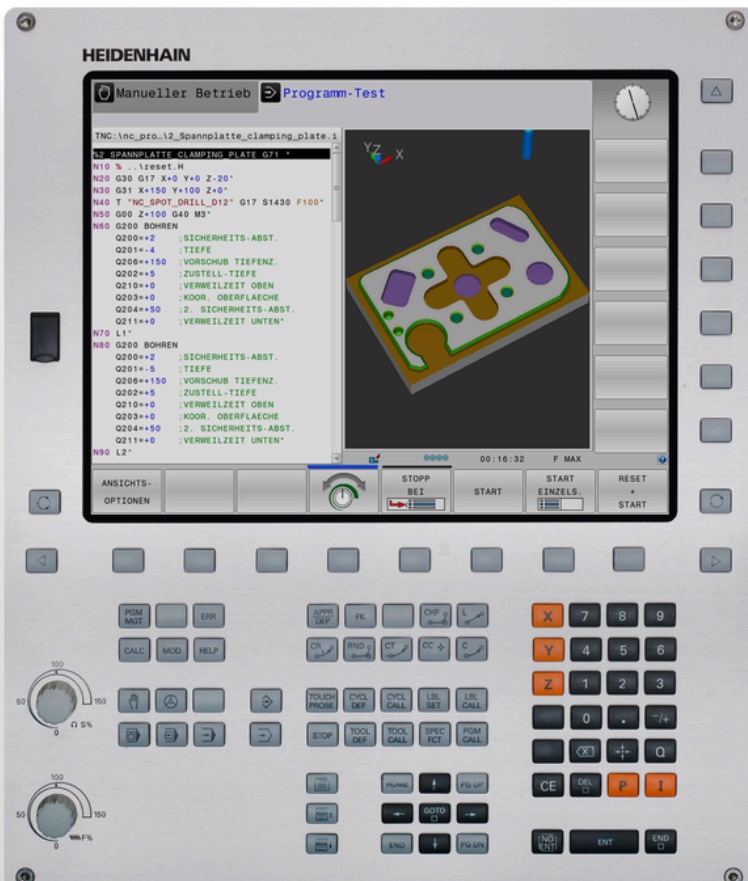 HEIDENHAIN
Manueller Betrieb
Programm-Test
TNC:\nc_pro…\2_Spannplatte_clamping_plate.i
%2_SPANNPLATTE_CLAMPING_PLATE G71 *
N10 % ..\reset.H
N20 G30 G17 X+0 Y+0 Z-20*
N30 G31 X+150 Y+100 Z+0*
N40 T "NC_SPOT_DRILL_D12" G17 S1430 F100*
N50 G00 Z+100 G40 M3*
N60 G200 BOHREN
Q200=+2 ;SICHERHEITS-ABST.
Q201=-4 ;TIEFE
Q206=+150 ;VORSCHUB TIEFENZ.
Q202=+5 ;ZUSTELL-TIEFE
Q210=+0 ;VERWEILZEIT OBEN
Q203=+0 ;KOOR. OBERFLAECHE
Q204=+50 ;2. SICHERHEITS-ABST.
Q211=+0 ;VERWEILZEIT UNTEN*
N70 L1*
N80 G200 BOHREN
Q200=+2 ;SICHERHEITS-ABST.
Q201=-5 ;TIEFE
Q206=+150 ;VORSCHUB TIEFENZ.
Q202=+5 ;ZUSTELL-TIEFE
Q210=+0 ;VERWEILZEIT OBEN
Q203=+0 ;KOOR. OBERFLAECHE
Q204=+50 ;2. SICHERHEITS-ABST.
Q211=+0 ;VERWEILZEIT UNTEN*
N90 L2*
Y Z X
00:16:32 F MAX
ANSICHTS-
OPTIONEN
STOPP
BEI
START
START
EINZELS.
RESET
+
START
PGM MGT
ERR
APPR DEP
FK
CHF
L
X
7
8
9
CALC
MOD
HELP
CR
RND
CT
CC
C
Y
4
5
6
Z
1
2
3
TOUCH PROBE
CYCL DEF
CYCL CALL
LBL SET
LBL CALL
0
.
-/+
STOP
TOOL DEF
TOOL CALL
SPEC FCT
PGM CALL
X
Q
100
50
150
0
S%
HOME
PG UP
CE
DEL
P
I
GOTO
END
PG DN
NO ENT
ENT
END
100
50
150
0
F%